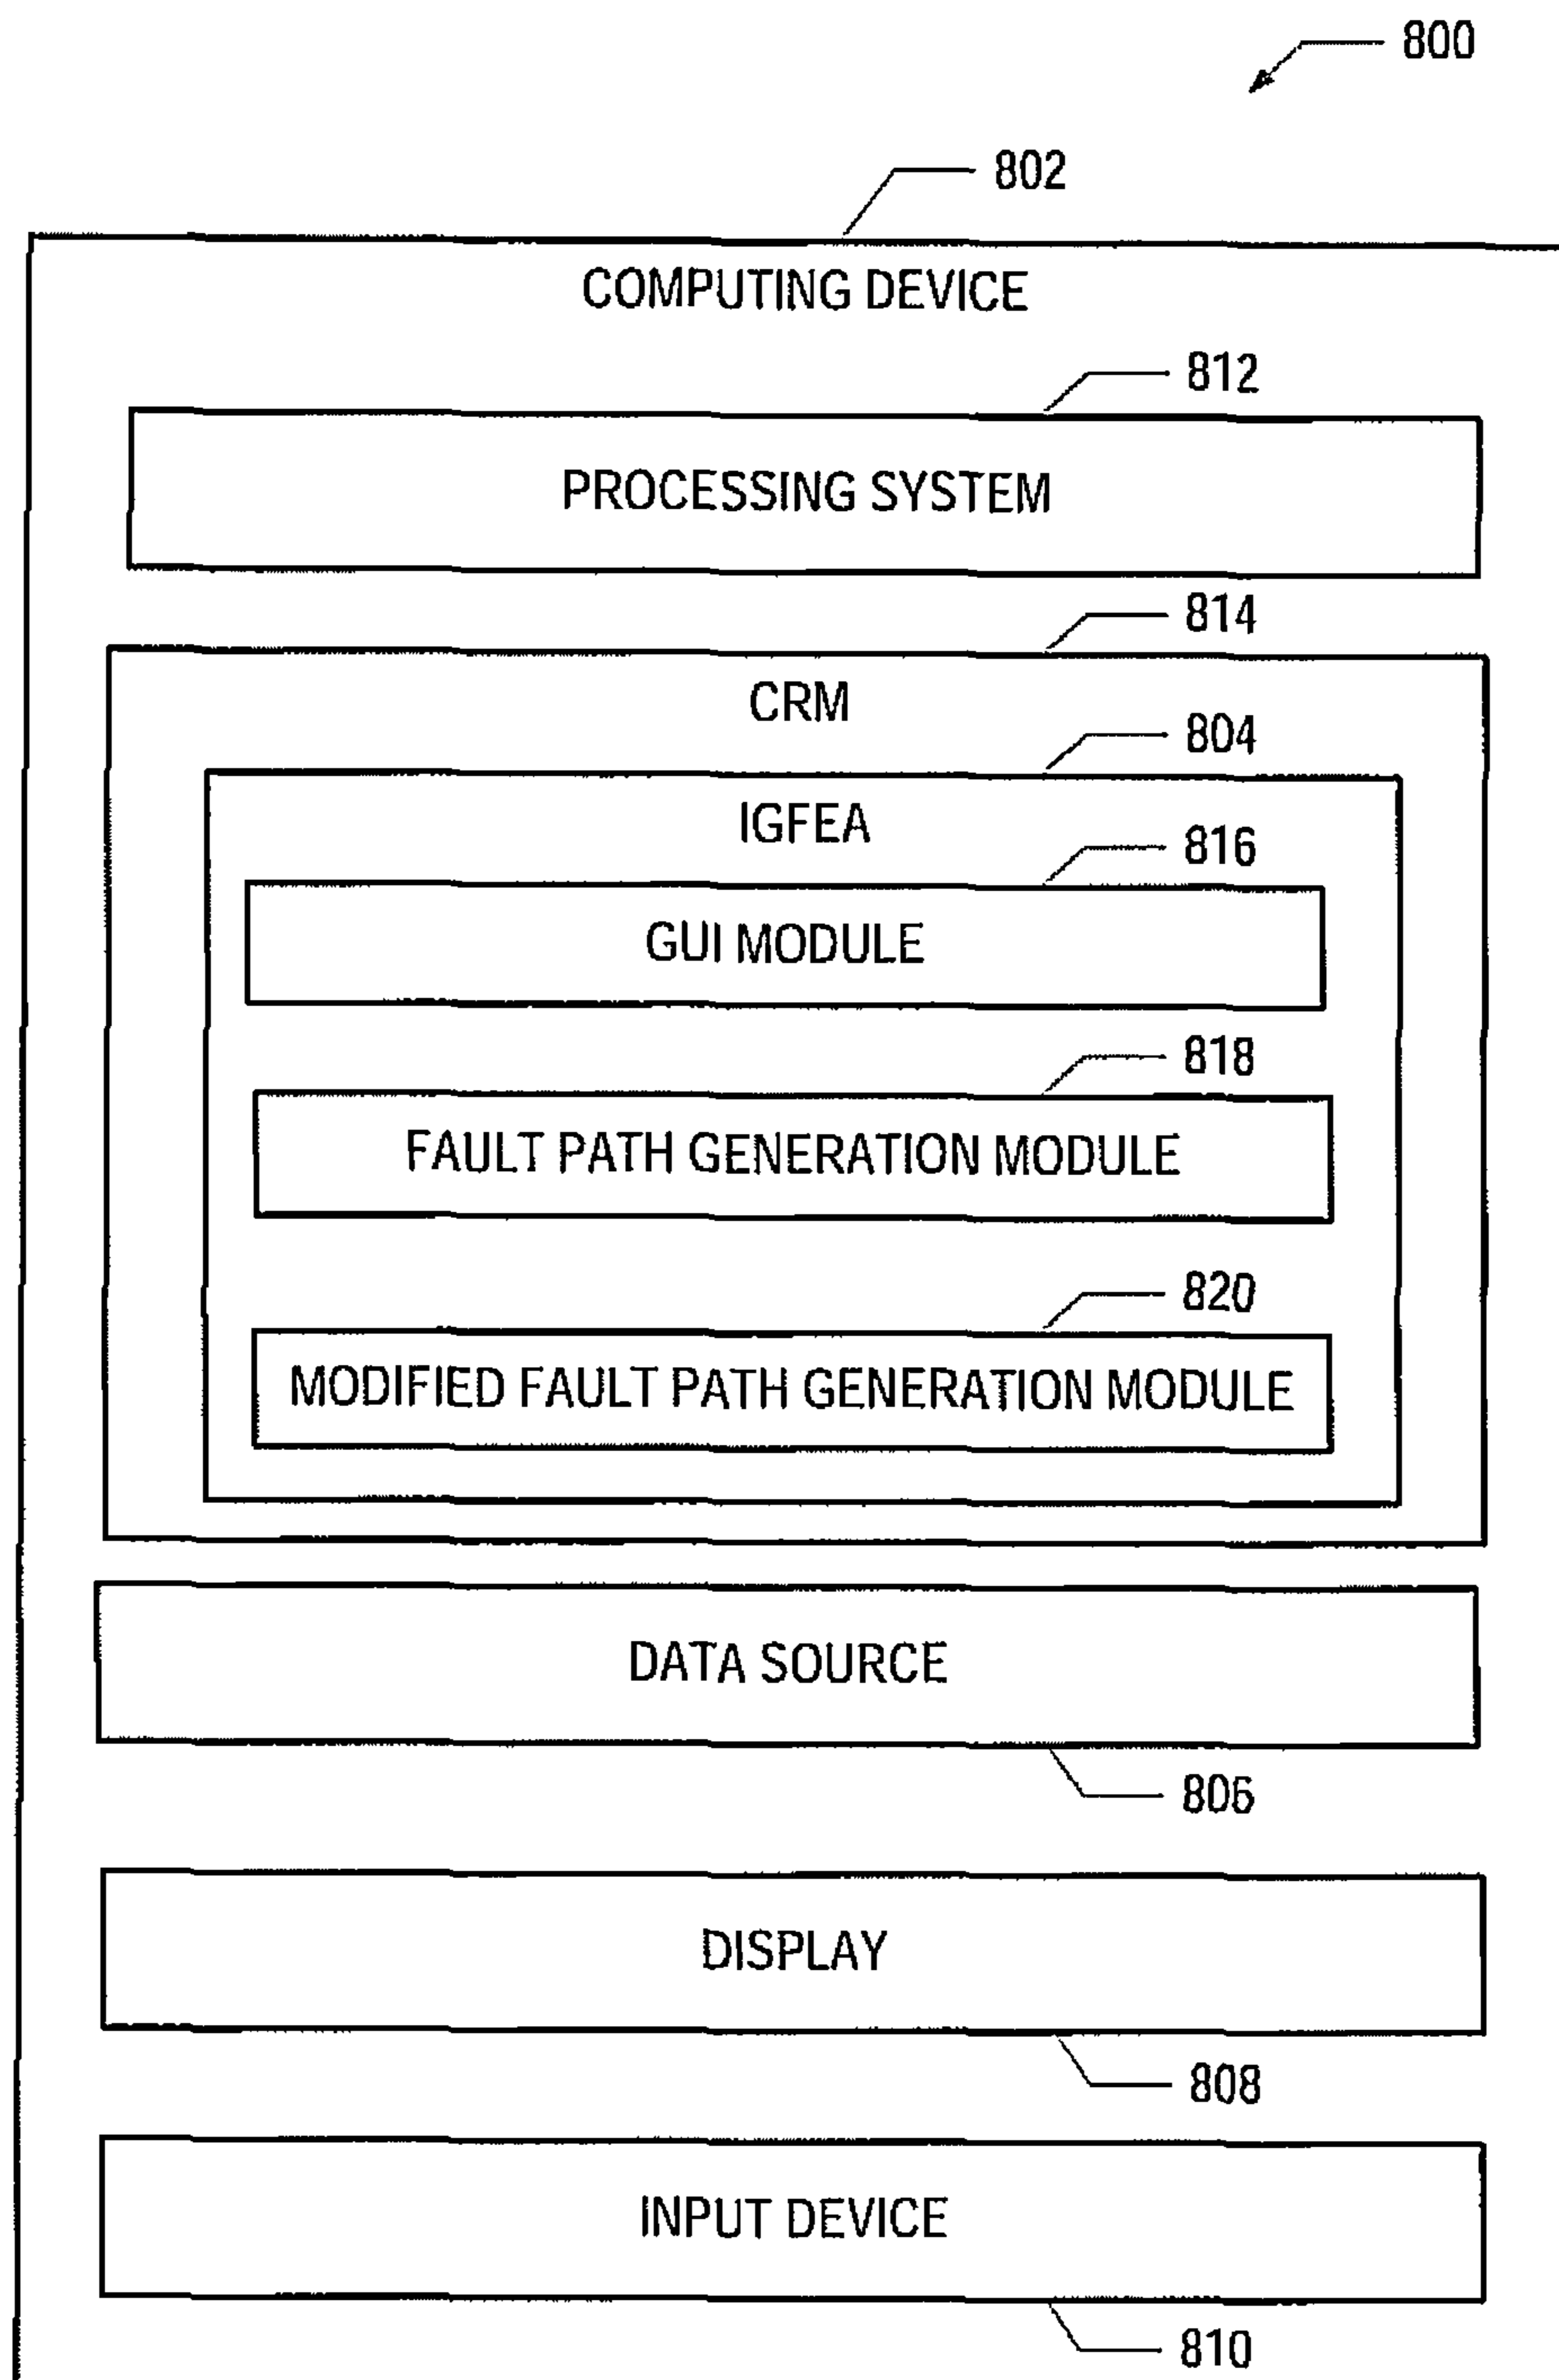 800
802
COMPUTING DEVICE
812
PROCESSING SYSTEM
814
CRM
804
IGFEA
816
GUI MODULE
818
FAULT PATH GENERATION MODULE
820
MODIFIED FAULT PATH GENERATION MODULE
DATA SOURCE
806
DISPLAY
808
INPUT DEVICE
810